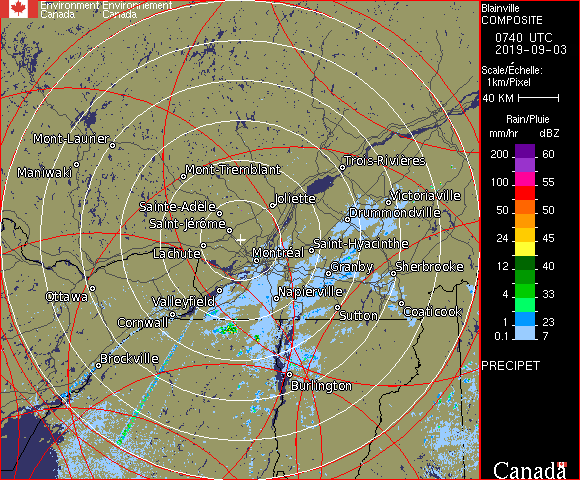 Environment Environnement
Canada Canada
Blainville
COMPOSITE
0740 UTC
2019-09-03
Scale/Échelle:
1km/Pixel
40 KM
Rain/Pluie
mm/hr dBZ
200 60
100 55
50 50
24 45
12 40
4 33
1 23
0.1 7
PRECIPET
Mont-Laurier
Maniwaki
Mont-Tremblant
Trois-Rivières
Sainte-Adèle
Joliette
Victoriaville
Saint-Jérôme
Drummondville
Lachute
Montréal
Saint-Hyacinthe
Granby
Sherbrooke
Ottawa
Valleyfield
Napierville
Cornwall
Sutton
Coaticook
Brockville
Burlington
Canada